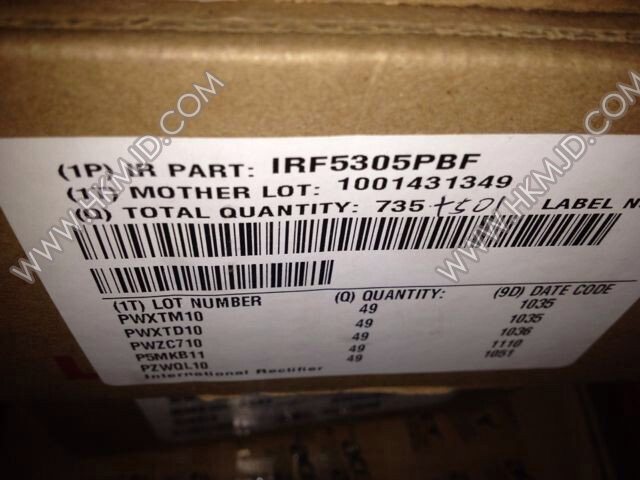 (1P) IR PART: IRF5305PBF
(1T) MOTHER LOT: 1001431349
(Q) TOTAL QUANTITY: 735 +501 LABEL
(1T) LOT NUMBER (Q) QUANTITY: (9D) DATE CODE
PWXTM10 49 1035
PWXTD10 49 1035
PWZC710 49 1036
P5MKB11 49 1110
PZWQL10 49 1051
International Rectifier
WWW.HKMJD.COM
WWW.HKMJD.COM